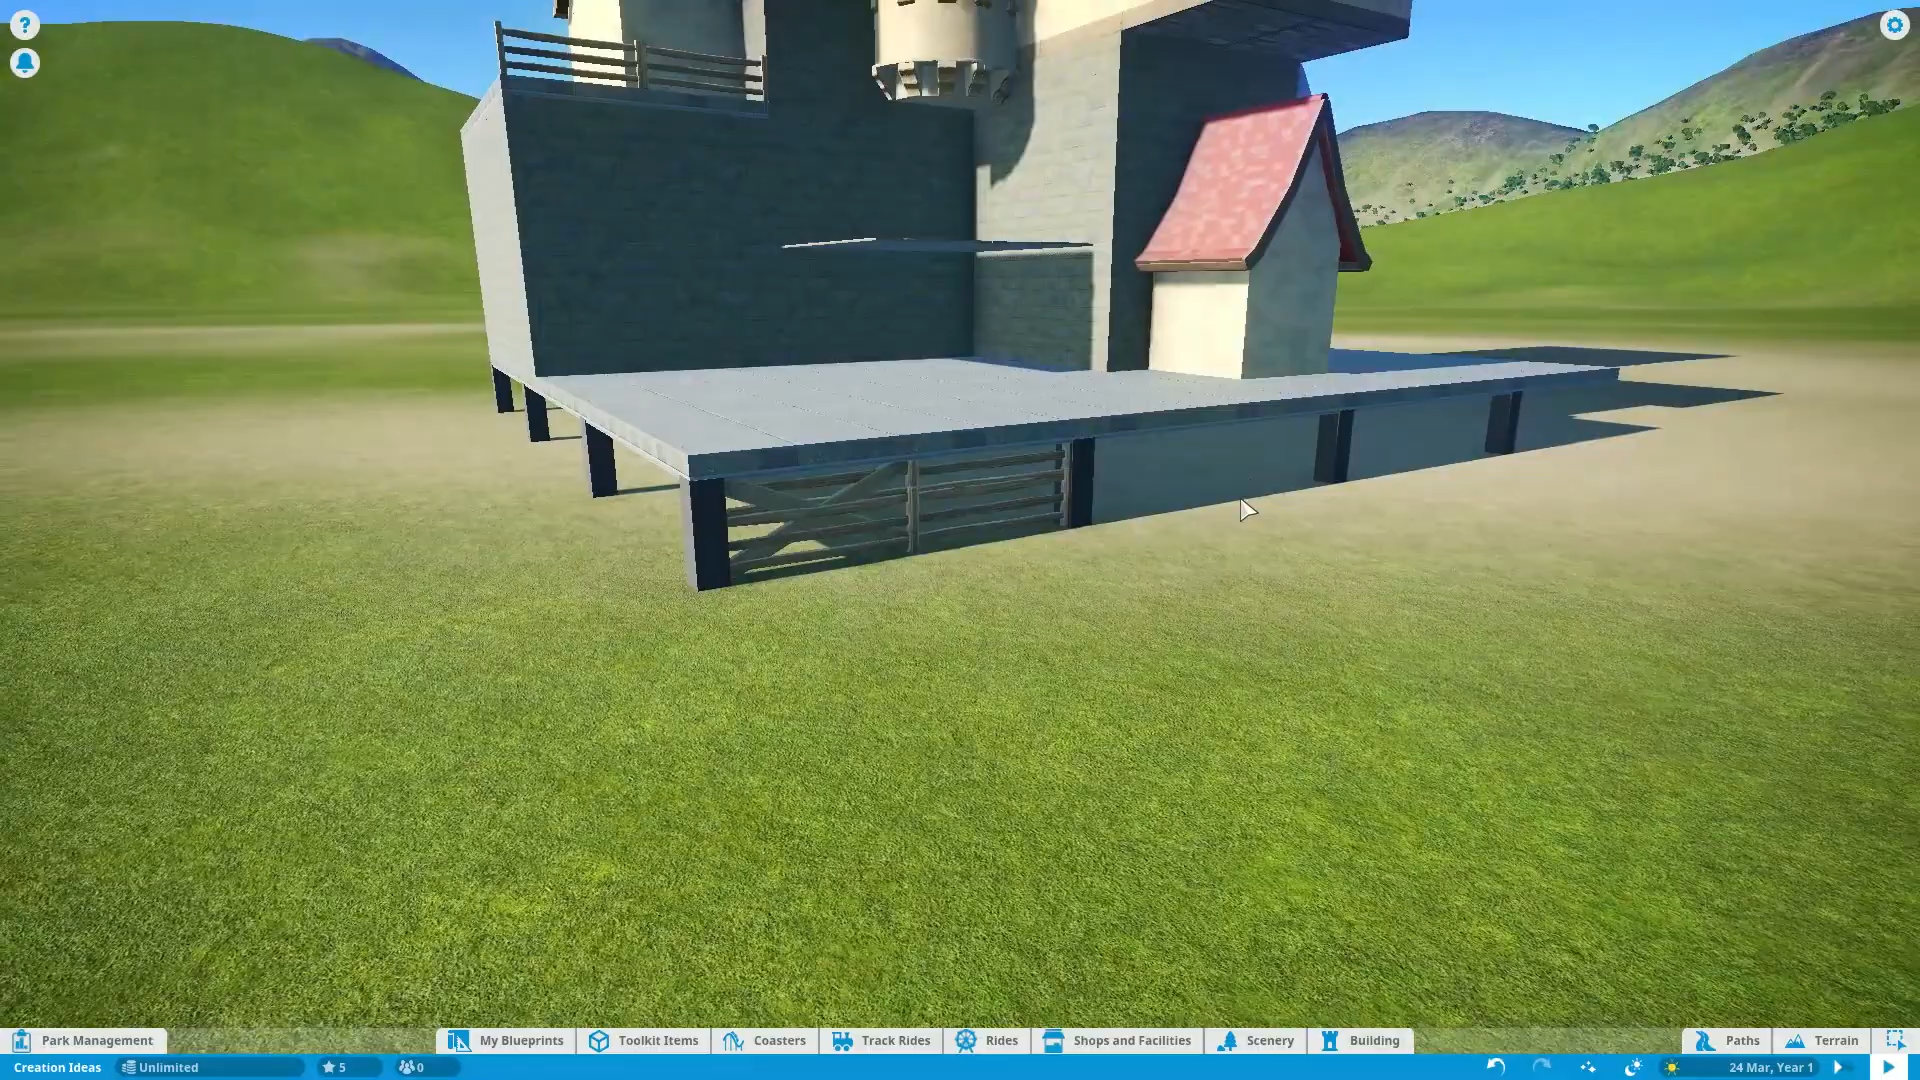 ?
Park Management
My Blueprints
Toolkit Items
Coasters
Track Rides
Rides
Shops and Facilities
Scenery
Building
Paths
Terrain
Creation Ideas
Unlimited
5
0
24 Mar, Year 1